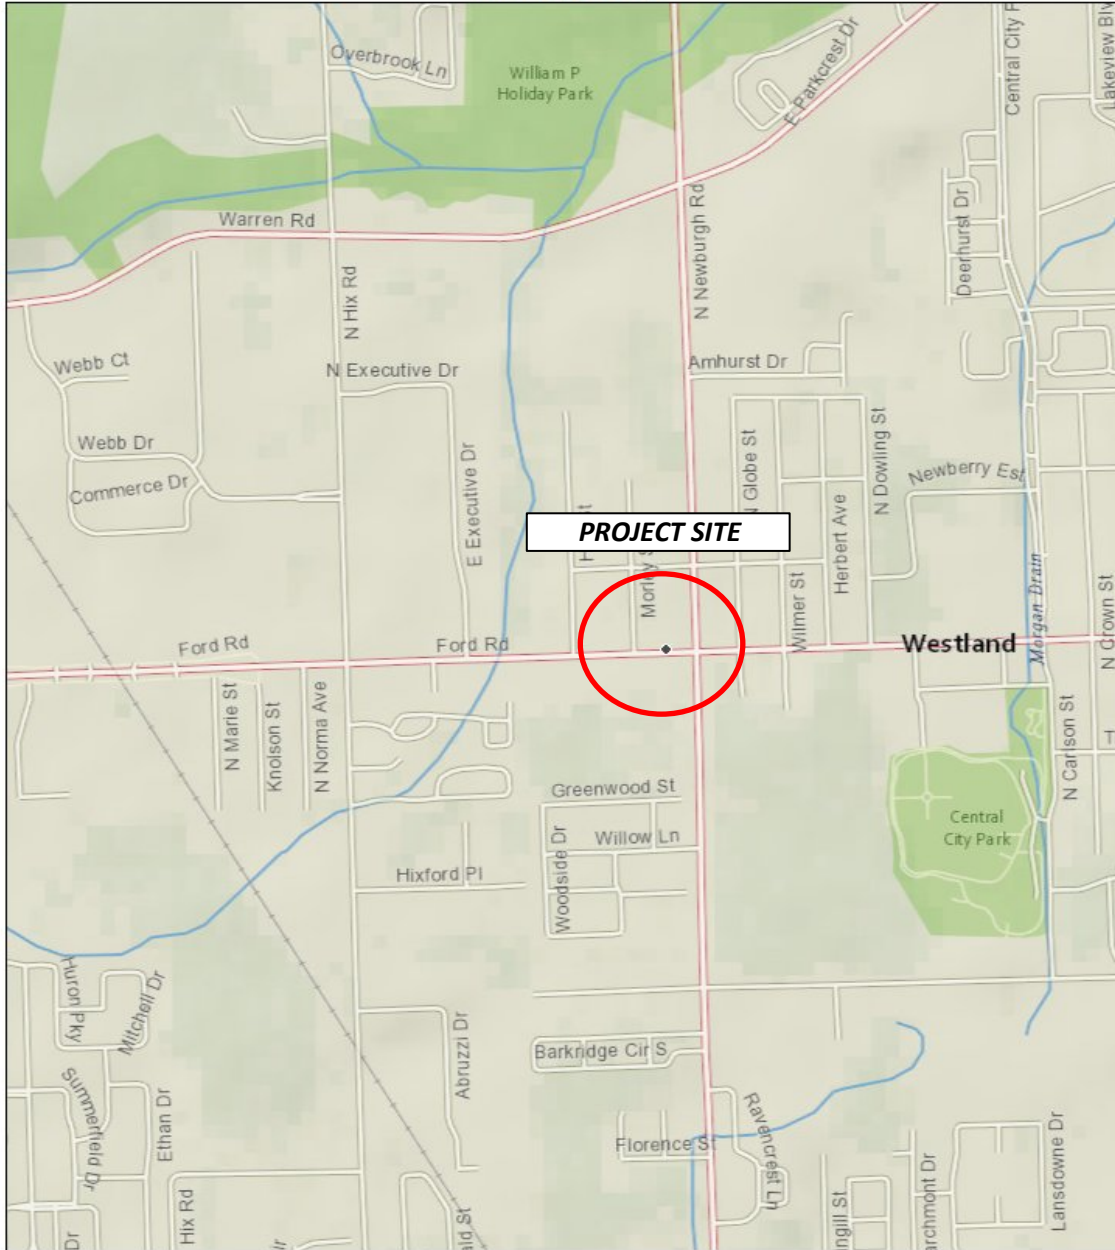 Overbrook Ln
William P
Holiday Park
E Parkcrest Dr
Central City
Lakeview
Warren Rd
N Newburgh Rd
Deerhurst Dr
N Hix Rd
Webb Ct
N Executive Dr
Amhurst Dr
Webb Dr
Commerce Dr
E Executive Dr
N Globe St
N Dowling St
Newberry Est
Herbert Ave
PROJECT SITE
Morley
Wilmer St
Morgan Drain
N Crown St
Ford Rd
Ford Rd
Westland
N Marie St
Knolson St
N Norma Ave
N Carlson St
Greenwood St
Willow Ln
Woodside Dr
Central
City Park
Hixford Pl
Huron Pky
Mitchell Dr
Abruzzi Dr
Barkridge Cir S
Summerfield Dr
Ethan Dr
Ravencrest Ln
Florence St
Lansdowne Dr
Hix Rd
Dr
St